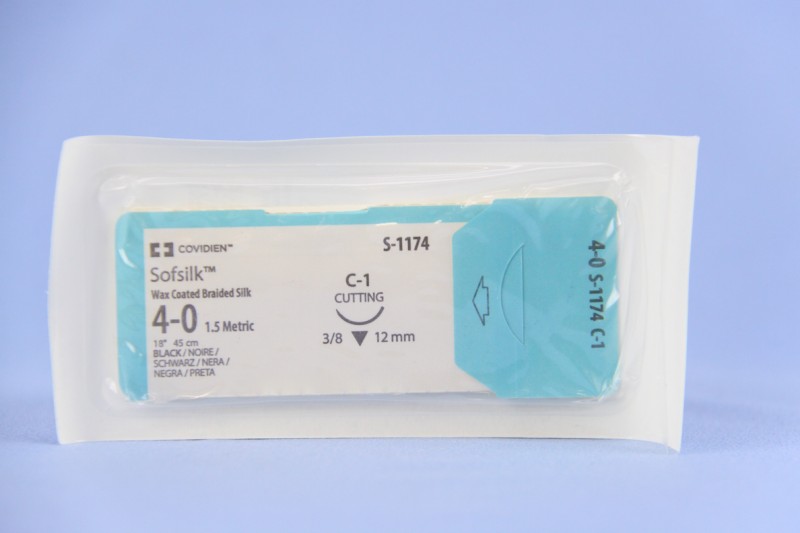 COVIDIEN™
S-1174
Sofsilk™
Wax Coated Braided Silk
4-0 1.5 Metric
18" 45 cm
BLACK / NOIRE /
SCHWARZ / NERA /
NEGRA / PRETA
C-1
CUTTING
3/8 12 mm
4-0 S-1174 C-1